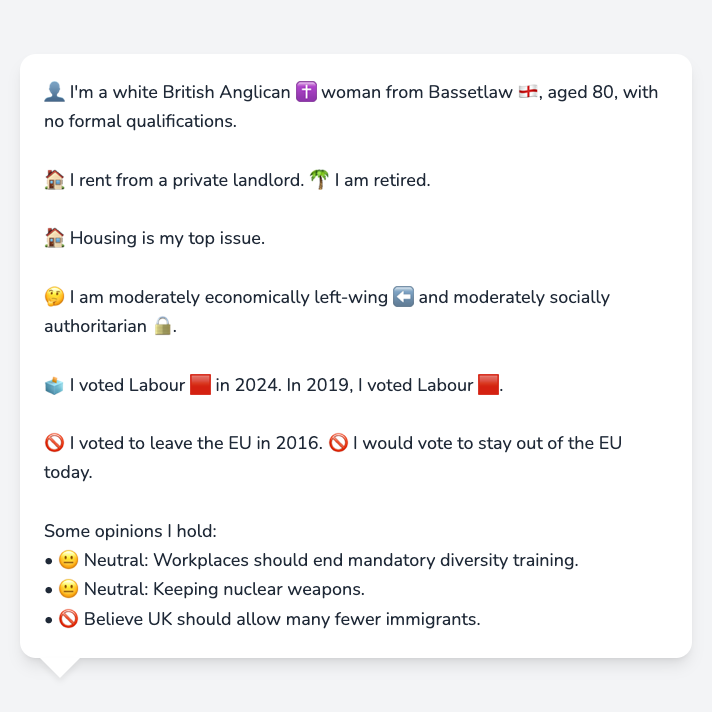 👤 I'm a white British Anglican ✝️ woman from Bassetlaw 🏴󠁧󠁢󠁥󠁮󠁧󠁿, aged 80, with
no formal qualifications.
🏠 I rent from a private landlord. 🌴 I am retired.
🏠 Housing is my top issue.
🤔 I am moderately economically left-wing ⬅️ and moderately socially
authoritarian 🔒.
🗳️ I voted Labour 🟥 in 2024. In 2019, I voted Labour 🟥.
🚫 I voted to leave the EU in 2016. 🚫 I would vote to stay out of the EU
today.
Some opinions I hold:
• 😐 Neutral: Workplaces should end mandatory diversity training.
• 😐 Neutral: Keeping nuclear weapons.
• 🚫 Believe UK should allow many fewer immigrants.